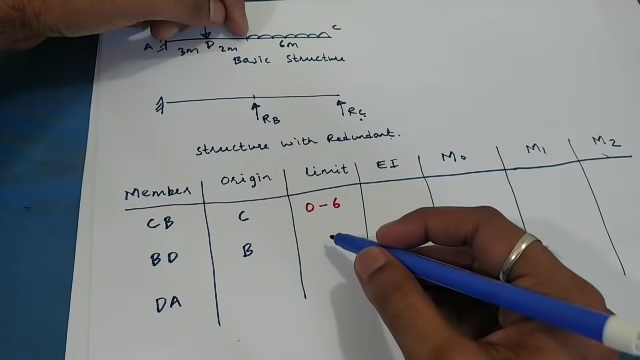 A 3m D 2m 6m C
Basic Structure
RB RC
Structure with Redundant.
Member Origin Limit EI M0 M1 M2
CB C 0-6
BD B
DA